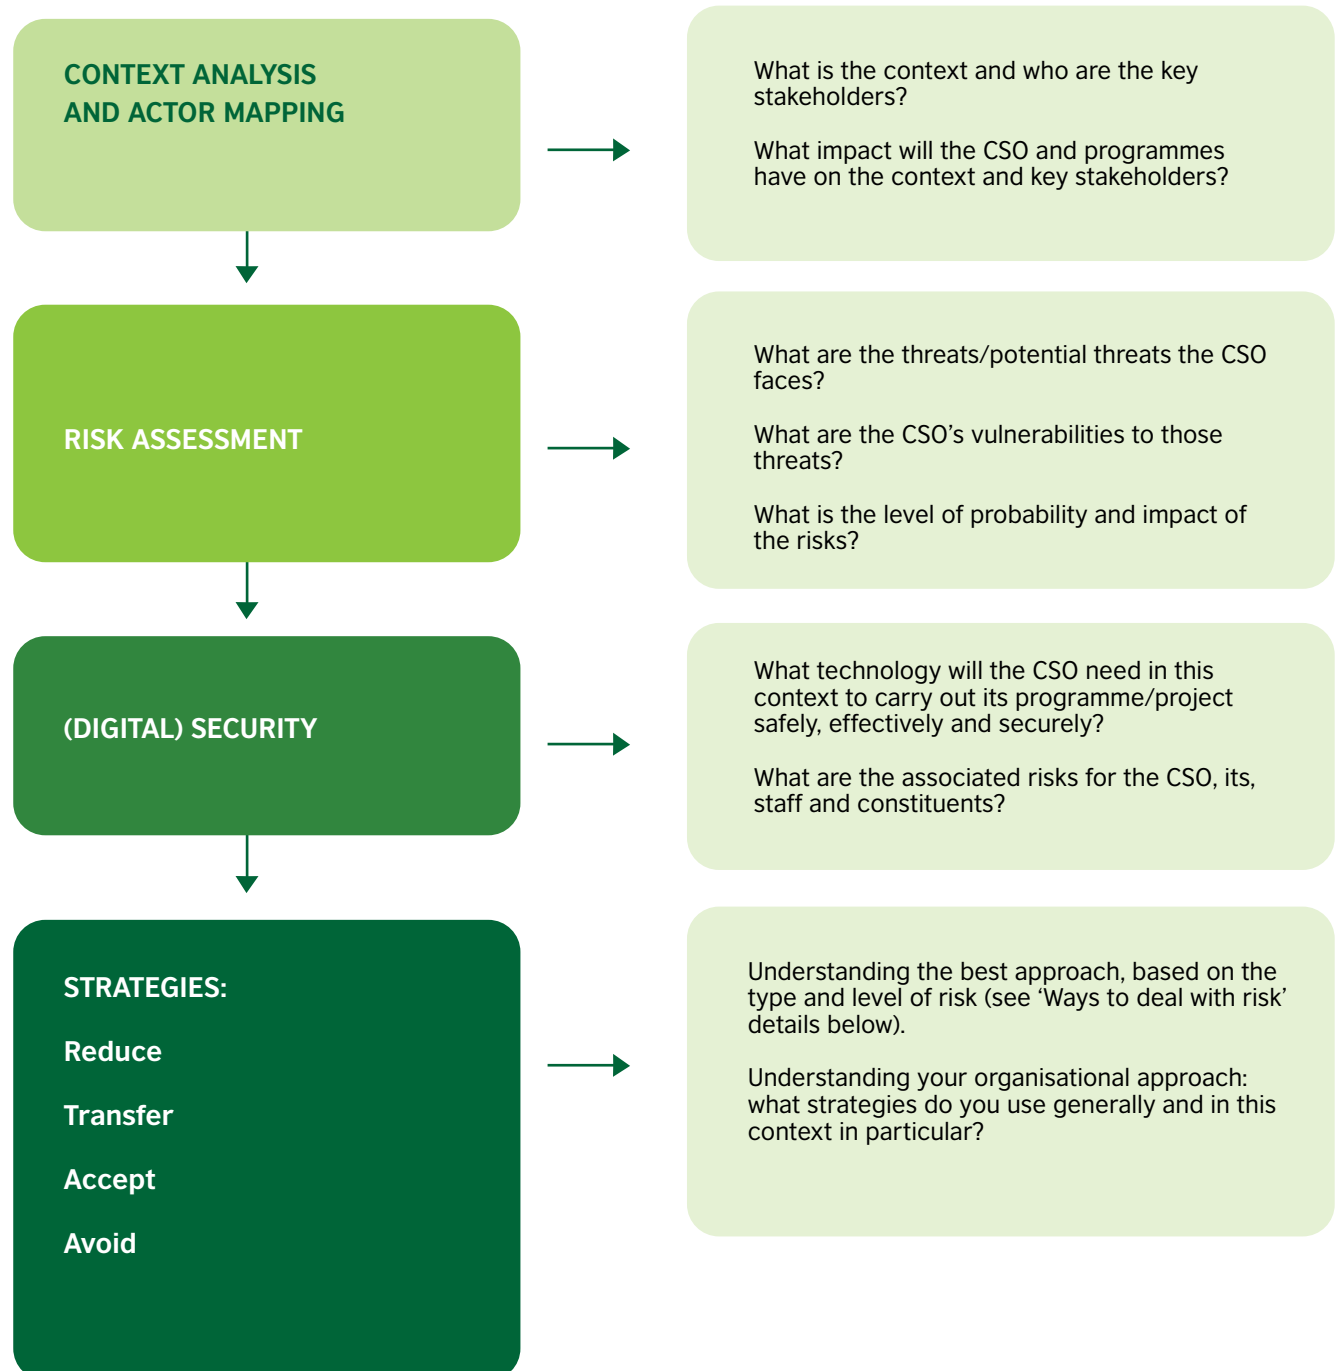 CONTEXT ANALYSIS
AND ACTOR MAPPING
What is the context and who are the key
stakeholders?
What impact will the CSO and programmes
have on the context and key stakeholders?
RISK ASSESSMENT
What are the threats/potential threats the CSO
faces?
What are the CSO’s vulnerabilities to those
threats?
What is the level of probability and impact of
the risks?
(DIGITAL) SECURITY
What technology will the CSO need in this
context to carry out its programme/project
safely, effectively and securely?
What are the associated risks for the CSO, its,
staff and constituents?
STRATEGIES:
Reduce
Transfer
Accept
Avoid
Understanding the best approach, based on the
type and level of risk (see ‘Ways to deal with risk’
details below).
Understanding your organisational approach:
what strategies do you use generally and in this
context in particular?